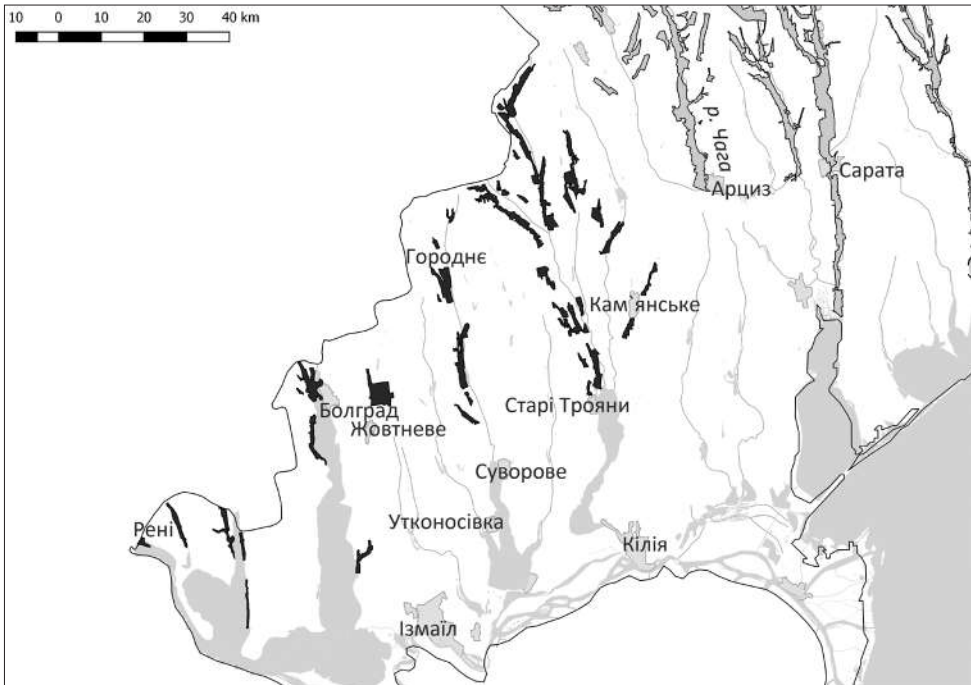 10 0 10 20 30 40 km
р. Чага
Арциз
Сарата
Городнє
Кам`янське
Болград
Жовтневе
Старі Трояни
Суворове
Утконосівка
Рені
Кілія
Ізмаїл